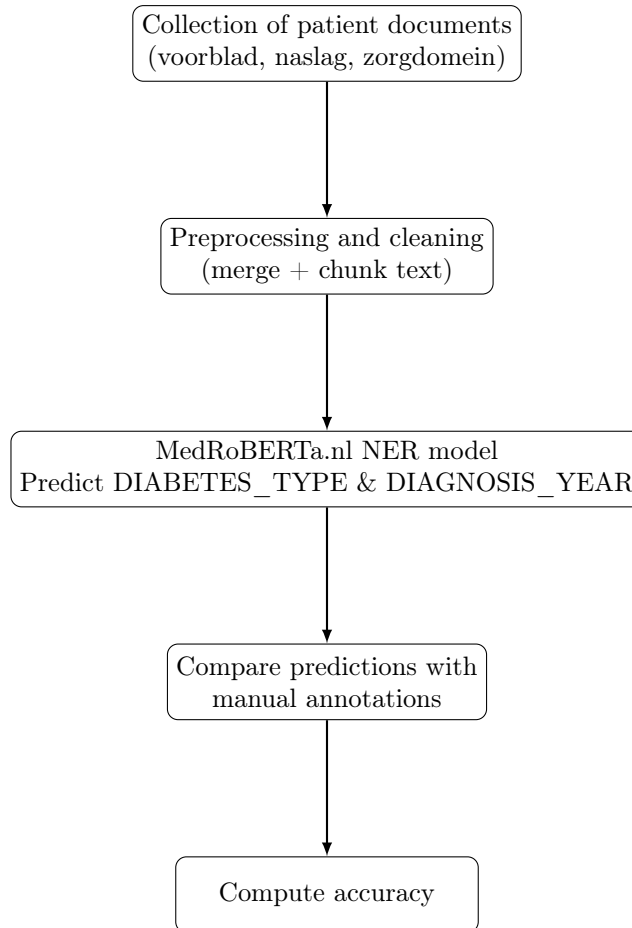 Collection of patient documents
(voorblad, naslag, zorgdomein)
Preprocessing and cleaning
(merge + chunk text)
MedRoBERTa.nl NER model
Predict DIABETES_TYPE & DIAGNOSIS_YEAR
Compare predictions with
manual annotations
Compute accuracy